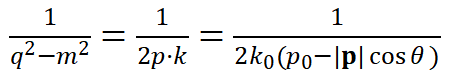 1/(q²−m²) = 1/(2p·k) = 1/(2k₀(p₀−|𝐩| cos θ))